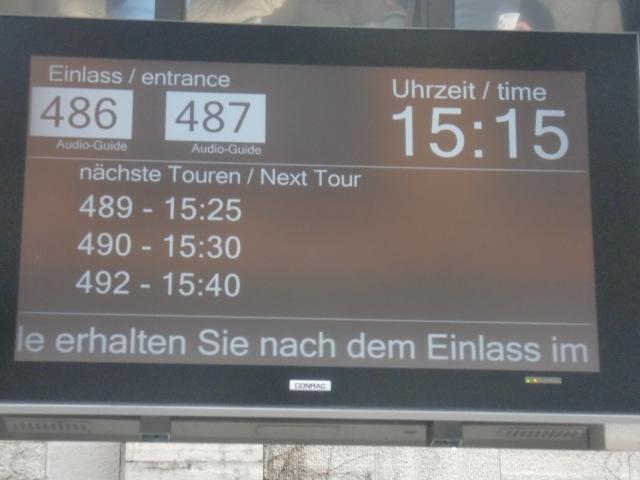 Einlass / entrance
Uhrzeit / time
486
487
15:15
Audio-Guide
Audio-Guide
nächste Touren / Next Tour
489 - 15:25
490 - 15:30
492 - 15:40
le erhalten Sie nach dem Einlass im
CONRAC